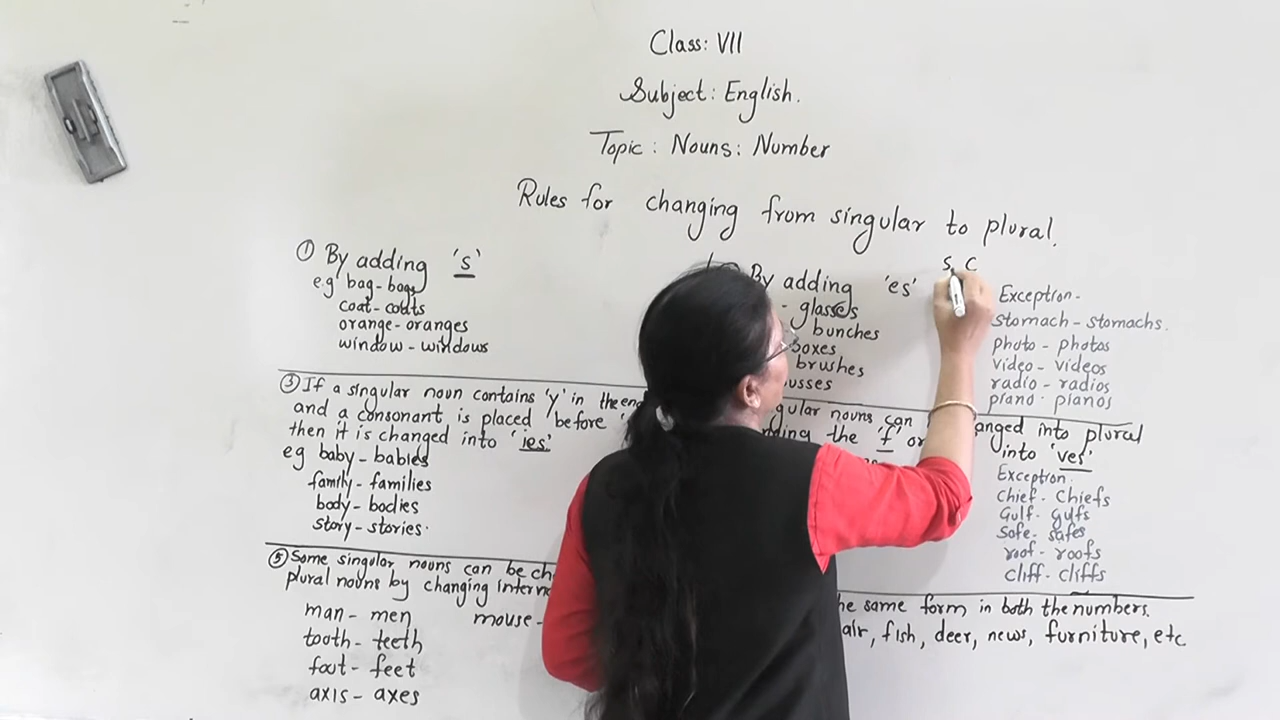 Class: VII
Subject: English.
Topic: Nouns: Number
Rules for changing from singular to plural.
① By adding 's'
e.g bag - bags
coat - coats
orange - oranges
window - windows
By adding 'es'
s, c
- glasses
bunches
boxes
brushes
Exception -
stomach - stomachs.
photo - photos
video - videos
radio - radios
piano - pianos
③ If a singular noun contains 'y' in the end
and a consonant is placed before '
then it is changed into 'ies'.
eg baby - babies
family - families
body - bodies
story - stories.
nouns can changed into plural
the 'f' or into 'ves'
Exception.
Chief - Chiefs
Gulf - gulfs
Safe - safes
roof - roofs
cliff - cliffs
⑤ Some singular nouns can be
plural nouns by changing
man - men mouse -
tooth - teeth
foot - feet
axis - axes
the same form in both the numbers.
fish, deer, news, furniture, etc